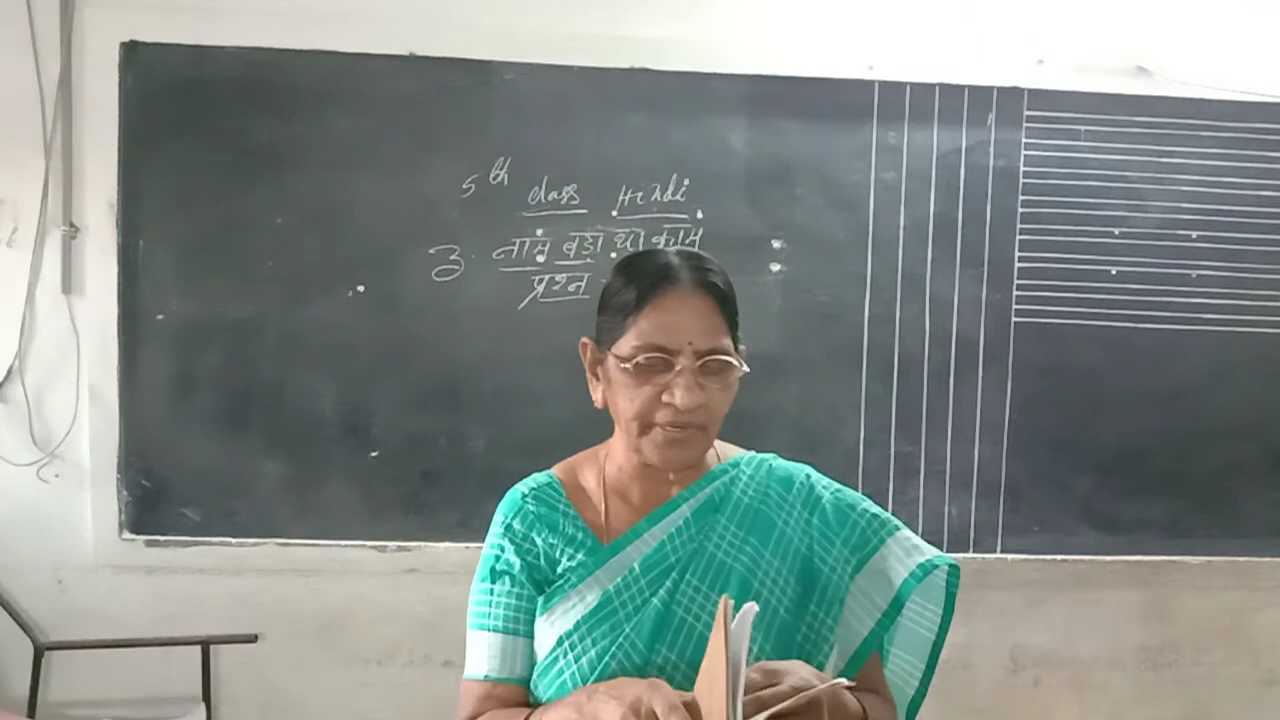 5th class Hindi
3. नाम बड़ा या काम
प्रश्न